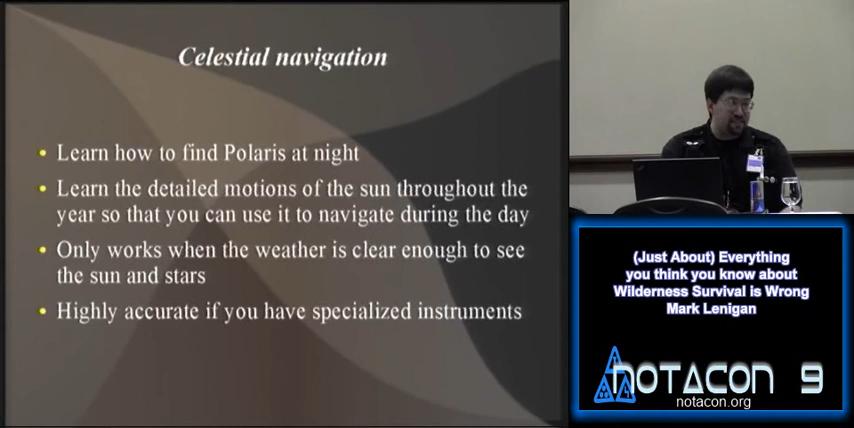 Celestial navigation
Learn how to find Polaris at night
Learn the detailed motions of the sun throughout the
year so that you can use it to navigate during the day
Only works when the weather is clear enough to see
the sun and stars
Highly accurate if you have specialized instruments
(Just About) Everything
you think you know about
Wilderness Survival is Wrong
Mark Lenigan
NOTACON 9
notacon.org